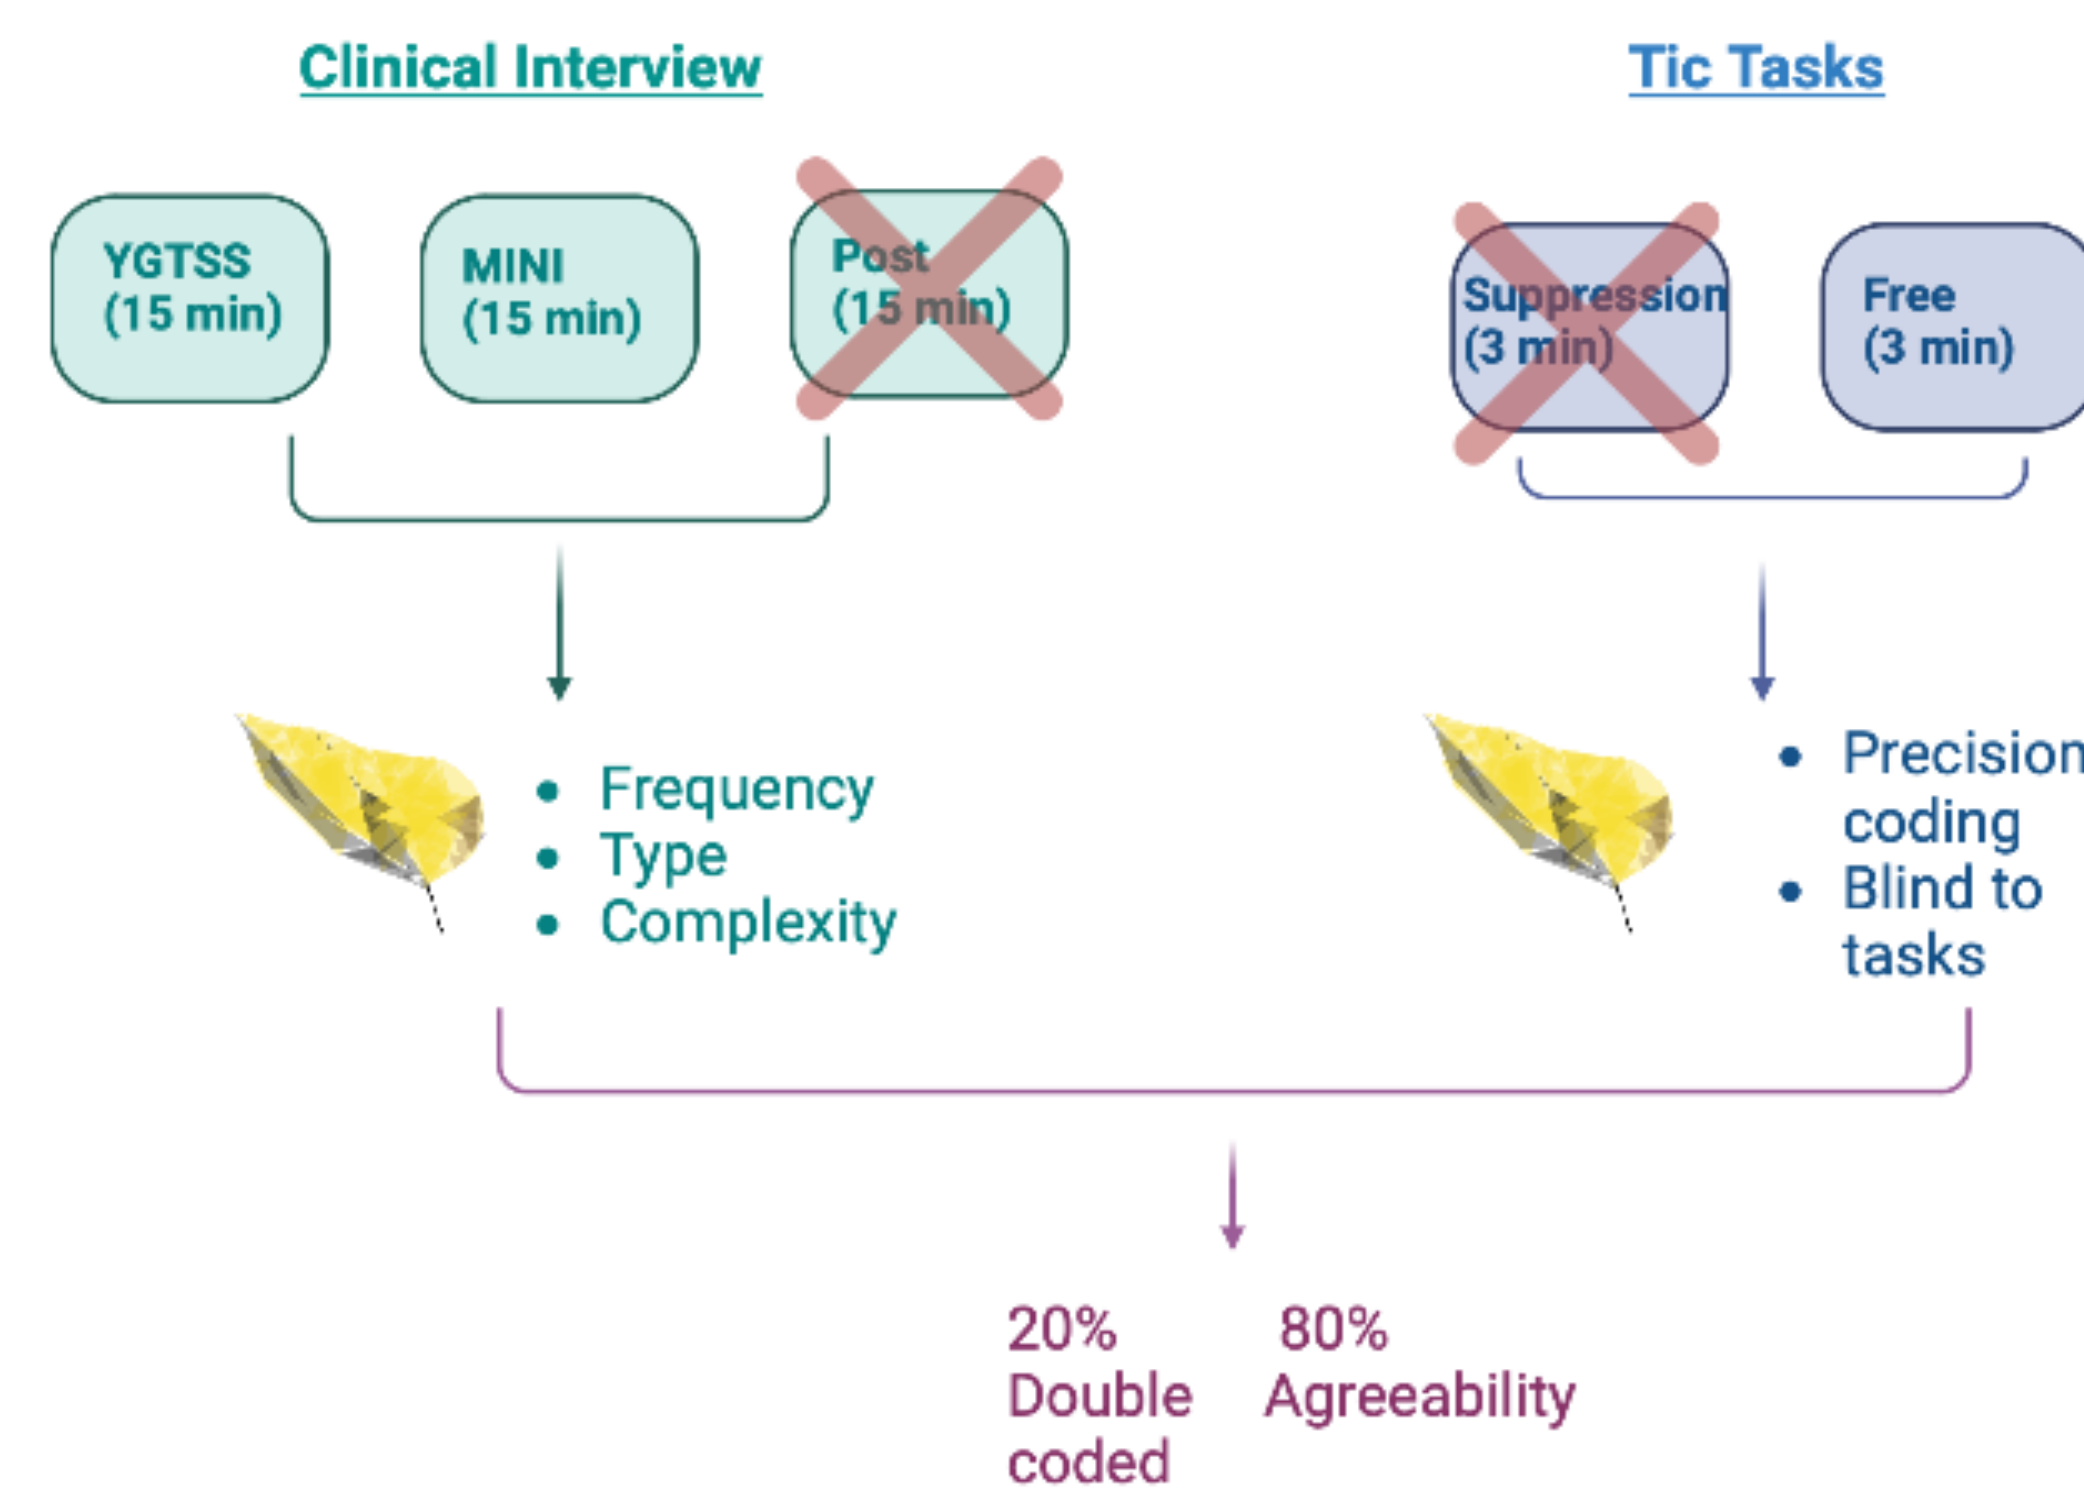 Clinical Interview
Tic Tasks
YGTSS
(15 min)
MINI
(15 min)
Post
(15 min)
Suppression
(3 min)
Free
(3 min)
• Frequency
• Type
• Complexity
• Precision
coding
• Blind to
tasks
20%
Double
coded
80%
Agreeability